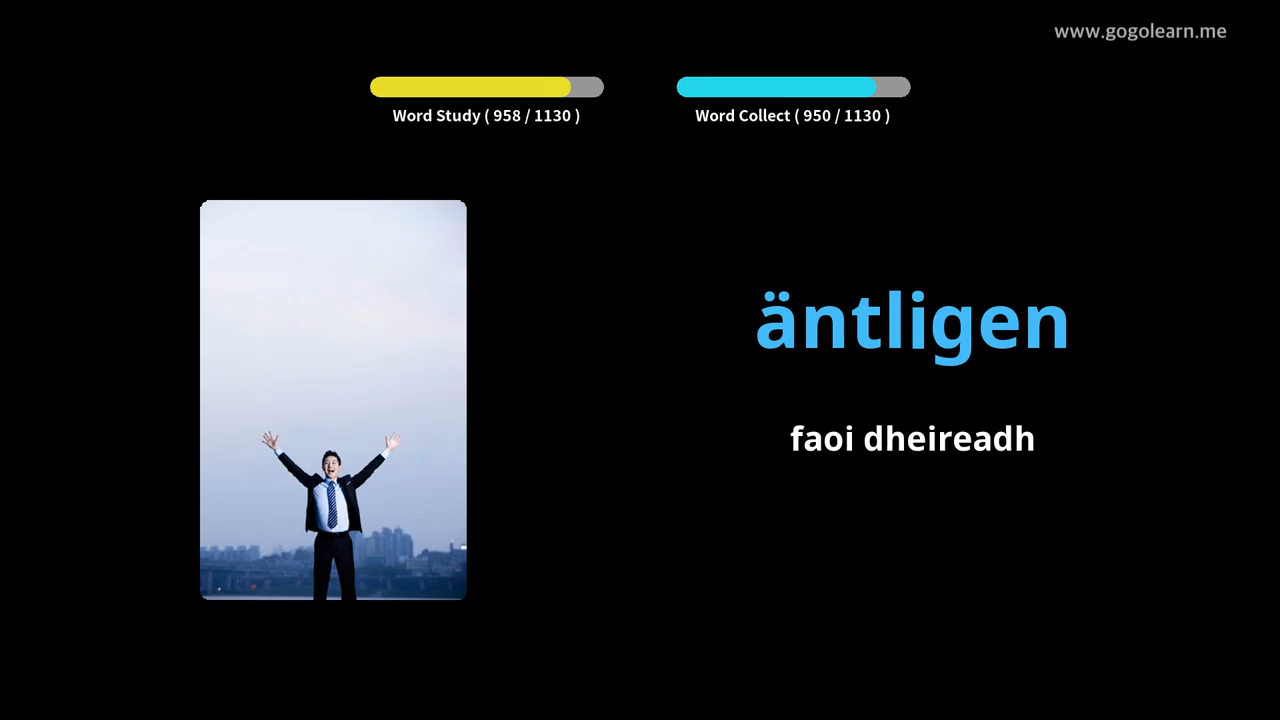 www.gogolearn.me
Word Study ( 958 / 1130 )
Word Collect ( 950 / 1130 )
äntligen
faoi dheireadh